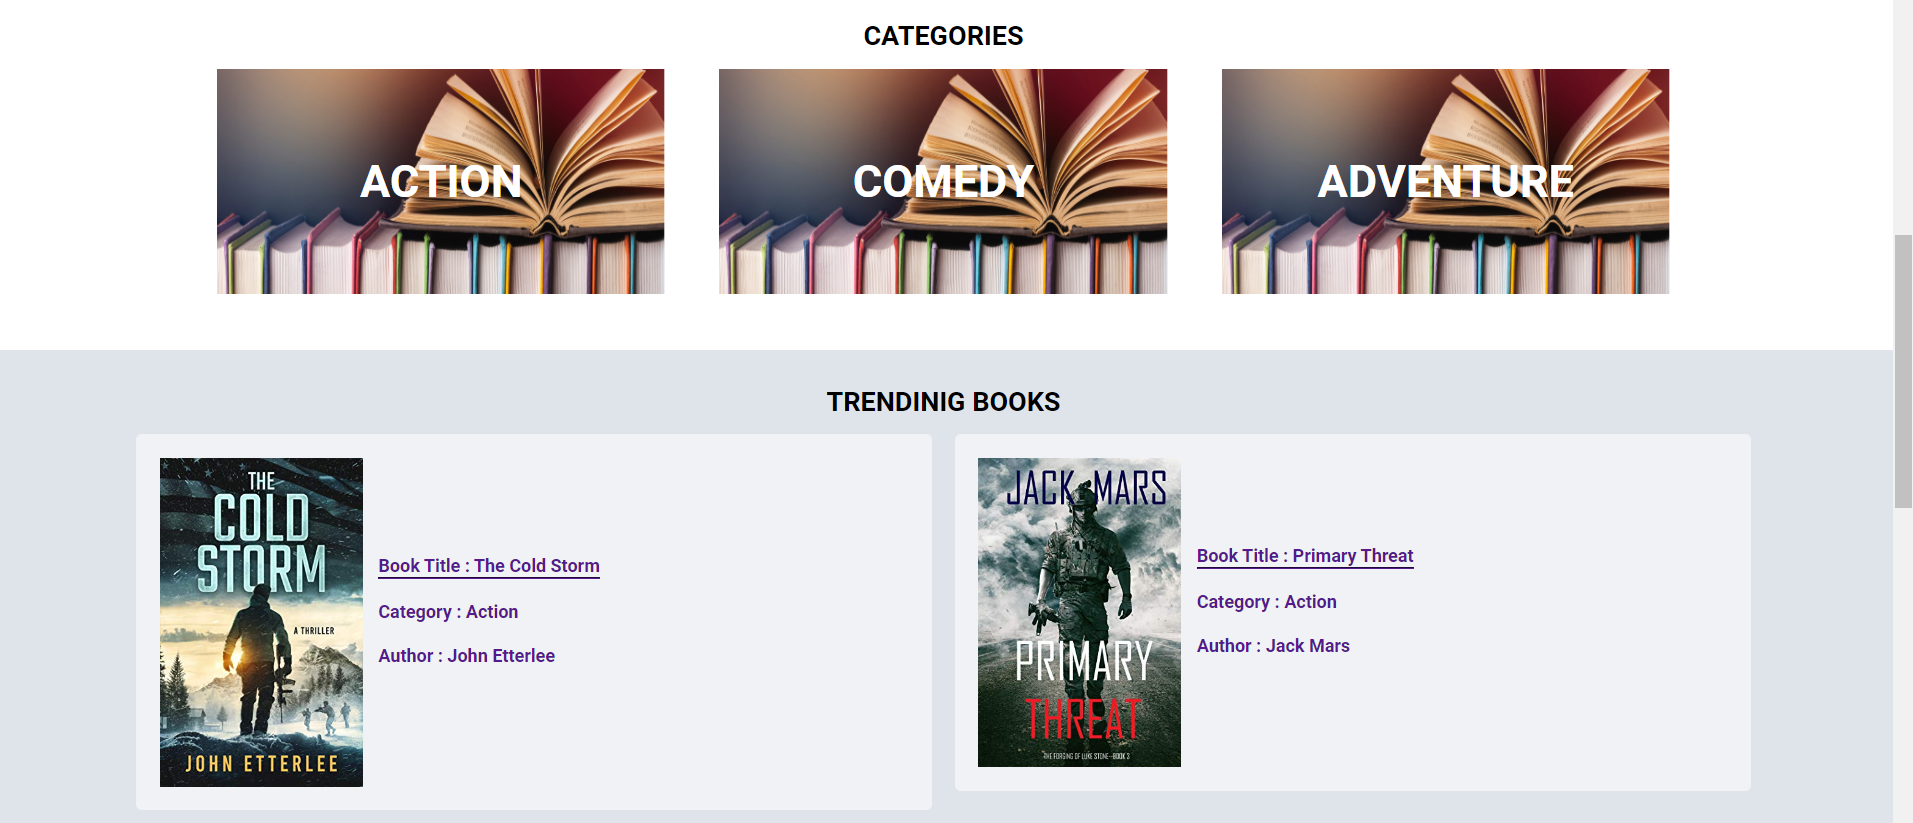 CATEGORIES
ACTION
COMEDY
ADVENTURE
TRENDINIG BOOKS
THE
COLD
STORM
A THRILLER
JOHN ETTERLEE
Book Title : The Cold Storm
Category : Action
Author : John Etterlee
JACK MARS
PRIMARY
THREAT
THE FORGING OF LUKE STONE—BOOK 3
Book Title : Primary Threat
Category : Action
Author : Jack Mars